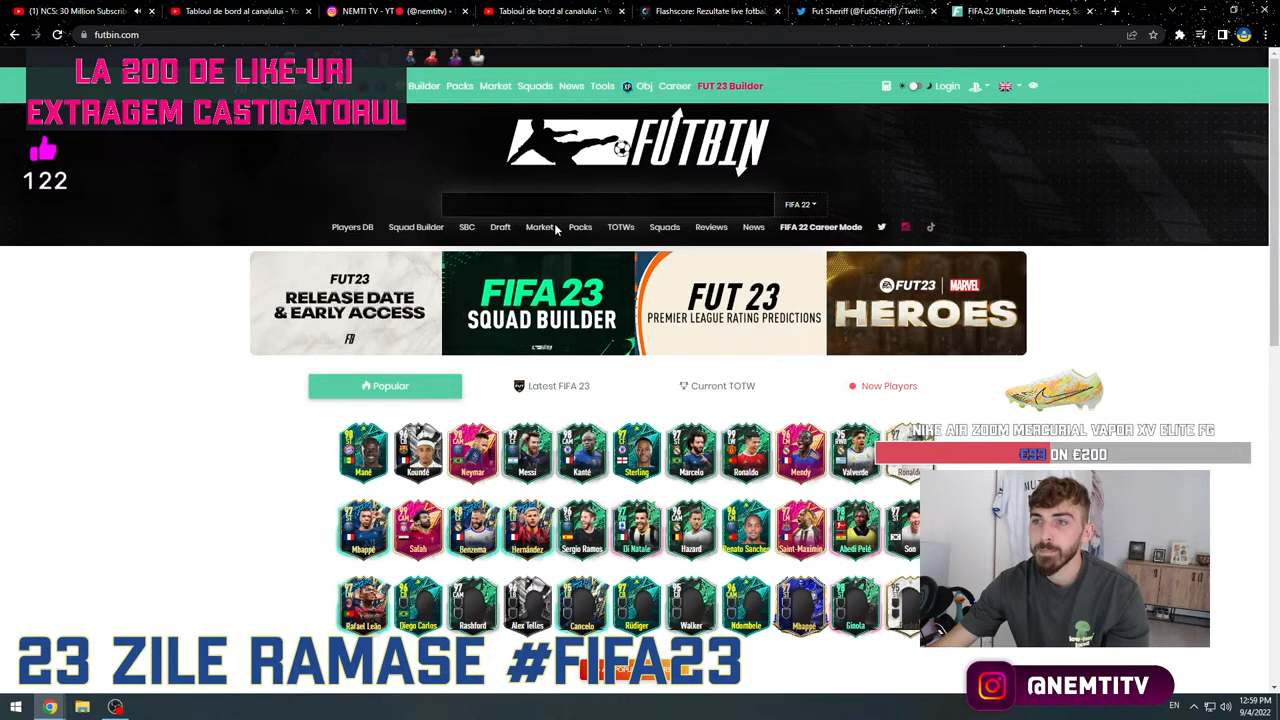 (1) NCS: 30 Million Subscribe
Tabloul de bord al canalului - Yo
NEMTI TV - YT (@nemtitv) •
Tabloul de bord al canalului - Yo
Flashscore: Rezultate live fotbal
Fut Sheriff (@FutSheriff) / Twitter
FIFA 22 Ultimate Team Prices, S
futbin.com
LA 200 DE LIKE-URI
EXTRAGEM CASTIGATORUL
122
Builder Packs Market Squads News Tools XP Obj Career FUT 23 Builder
Login
FUTBIN
FIFA 22
Players DB Squad Builder SBC Draft Market Packs TOTWs Squads Reviews News FIFA 22 Career Mode
FUT23
RELEASE DATE
& EARLY ACCESS
FIFA 23
SQUAD BUILDER
FUT 23
PREMIER LEAGUE RATING PREDICTIONS
FUT23 MARVEL
HEROES
Popular
Latest FIFA 23
Current TOTW
New Players
Mané Koundé Neymar Messi Kanté Sterling Marcelo Ronaldo Mendy Valverde Ronaldo
NIKE AIR ZOOM MERCURIAL VAPOR XV ELITE FG
€93 ON €200
Mbappé Salah Benzema Hernández Sergio Ramos Di Natale Hazard Renato Sanches Saint-Maximin Abedi Pelé Son
Rafael Leão Diego Carlos Rashford Alex Telles Cancelo Rüdiger Walker Ndombele Mbappé Ginola
23 ZILE RAMASE #FIFA23
@NEMTITV
EN
12:59 PM
9/4/2022